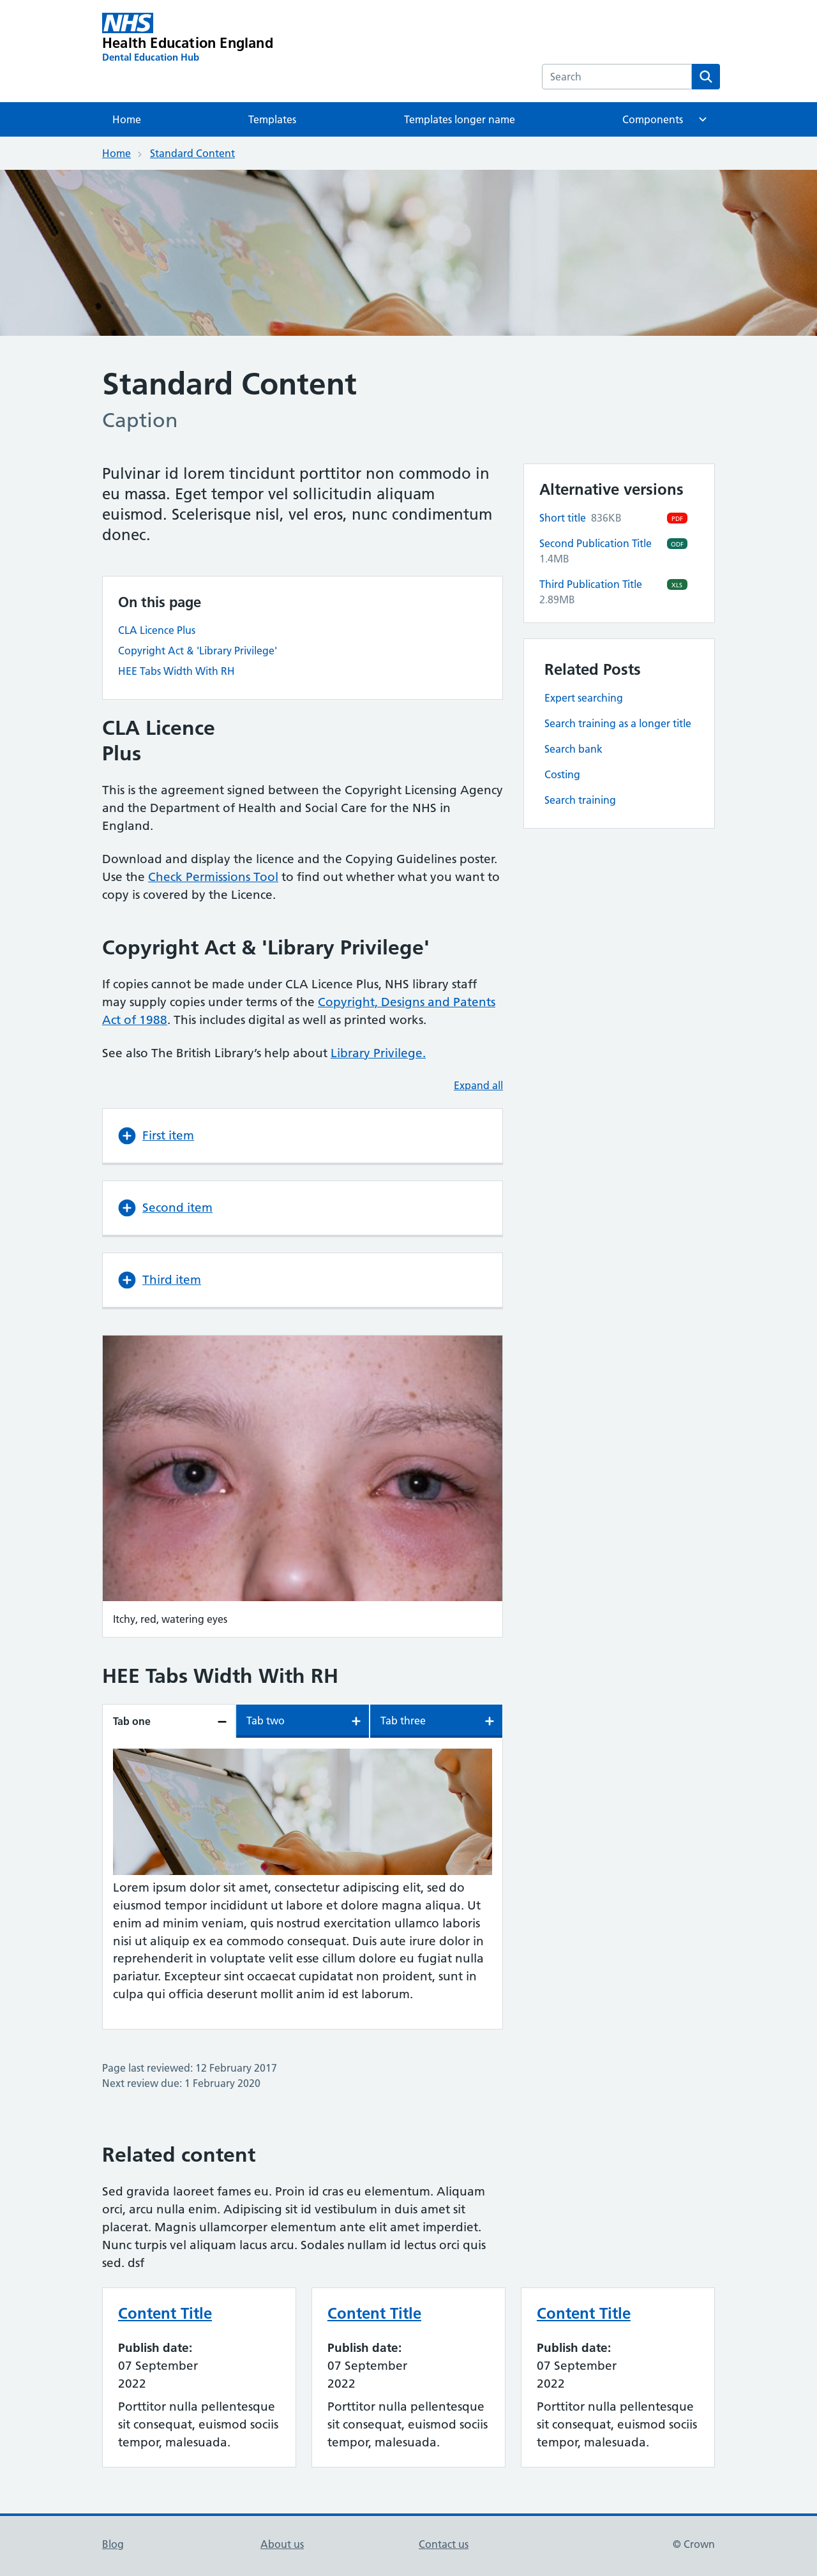 NHS
Health Education England
Dental Education Hub
Search
Home
Templates
Templates longer name
Components
Home
Standard Content
Standard Content
Caption
Pulvinar id lorem tincidunt porttitor non commodo in
eu massa. Eget tempor vel sollicitudin aliquam
euismod. Scelerisque nisl, vel eros, nunc condimentum
donec.
On this page
CLA Licence Plus
Copyright Act & 'Library Privilege'
HEE Tabs Width With RH
Alternative versions
Short title 836KB
PDF
Second Publication Title
ODF
1.4MB
Third Publication Title
XLS
2.89MB
Related Posts
Expert searching
Search training as a longer title
Search bank
Costing
Search training
CLA Licence
Plus
This is the agreement signed between the Copyright Licensing Agency
and the Department of Health and Social Care for the NHS in
England.
Download and display the licence and the Copying Guidelines poster.
Use the Check Permissions Tool to find out whether what you want to
copy is covered by the Licence.
Copyright Act & 'Library Privilege'
If copies cannot be made under CLA Licence Plus, NHS library staff
may supply copies under terms of the Copyright, Designs and Patents
Act of 1988. This includes digital as well as printed works.
See also The British Library’s help about Library Privilege.
Expand all
First item
Second item
Third item
Itchy, red, watering eyes
HEE Tabs Width With RH
Tab one
Tab two
Tab three
Lorem ipsum dolor sit amet, consectetur adipiscing elit, sed do
eiusmod tempor incididunt ut labore et dolore magna aliqua. Ut
enim ad minim veniam, quis nostrud exercitation ullamco laboris
nisi ut aliquip ex ea commodo consequat. Duis aute irure dolor in
reprehenderit in voluptate velit esse cillum dolore eu fugiat nulla
pariatur. Excepteur sint occaecat cupidatat non proident, sunt in
culpa qui officia deserunt mollit anim id est laborum.
Page last reviewed: 12 February 2017
Next review due: 1 February 2020
Related content
Sed gravida laoreet fames eu. Proin id cras eu elementum. Aliquam
orci, arcu nulla enim. Adipiscing sit id vestibulum in duis amet sit
placerat. Magnis ullamcorper elementum ante elit amet imperdiet.
Nunc turpis vel aliquam lacus arcu. Sodales nullam id lectus orci quis
sed. dsf
Content Title
Publish date:
07 September
2022
Porttitor nulla pellentesque
sit consequat, euismod sociis
tempor, malesuada.
Content Title
Publish date:
07 September
2022
Porttitor nulla pellentesque
sit consequat, euismod sociis
tempor, malesuada.
Content Title
Publish date:
07 September
2022
Porttitor nulla pellentesque
sit consequat, euismod sociis
tempor, malesuada.
Blog
About us
Contact us
© Crown